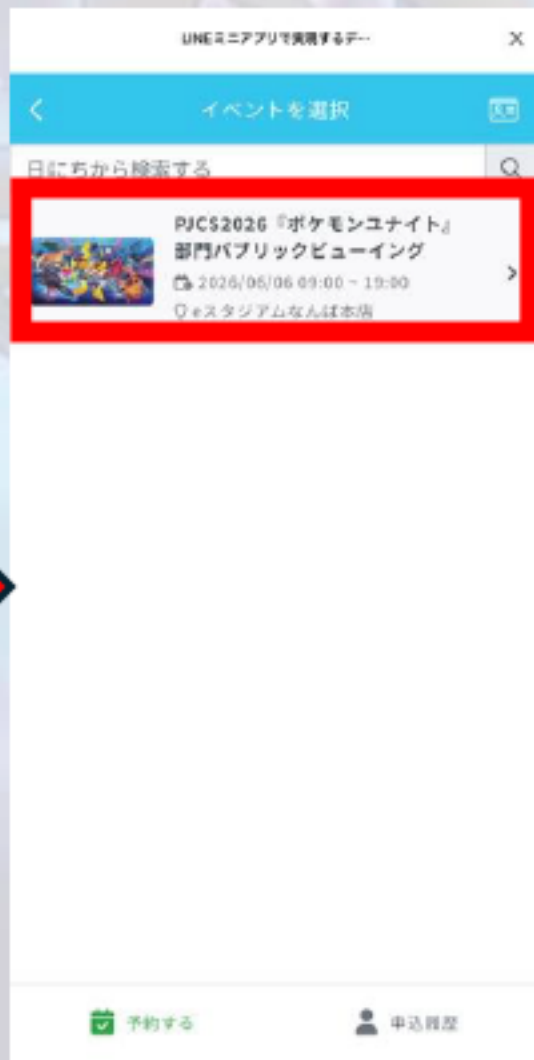 LINEミニアプリで実現するデ…
イベントを選択
日にちから検索する
PJCS2026『ポケモンユナイト』
部門パブリックビューイング
2026/06/06 09:00 ~ 19:00
eスタジアムなんば本店
予約する
申込履歴